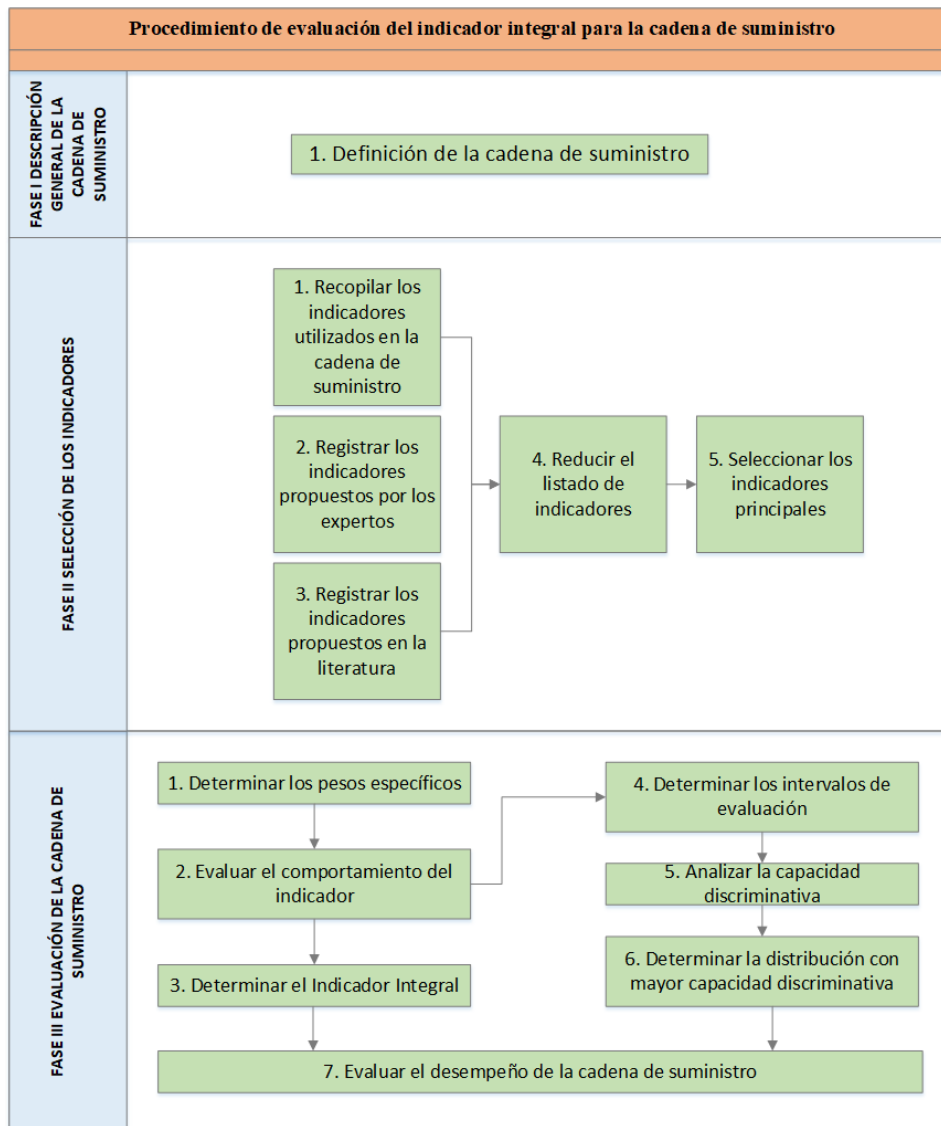 Procedimiento de evaluación del indicador integral para la cadena de suministro
FASE I DESCRIPCIÓN
GENERAL DE LA
CADENA DE
SUMINISTRO
1. Definición de la cadena de suministro
FASE II SELECCIÓN DE LOS INDICADORES
1. Recopilar los
indicadores
utilizados en la
cadena de
suministro
2. Registrar los
indicadores
propuestos por los
expertos
3. Registrar los
indicadores
propuestos en la
literatura
4. Reducir el
listado de
indicadores
5. Seleccionar los
indicadores
principales
FASE III EVALUACIÓN DE LA CADENA DE
SUMINISTRO
1. Determinar los pesos específicos
2. Evaluar el comportamiento del
indicador
3. Determinar el Indicador Integral
4. Determinar los intervalos de
evaluación
5. Analizar la capacidad
discriminativa
6. Determinar la distribución con
mayor capacidad discriminativa
7. Evaluar el desempeño de la cadena de suministro